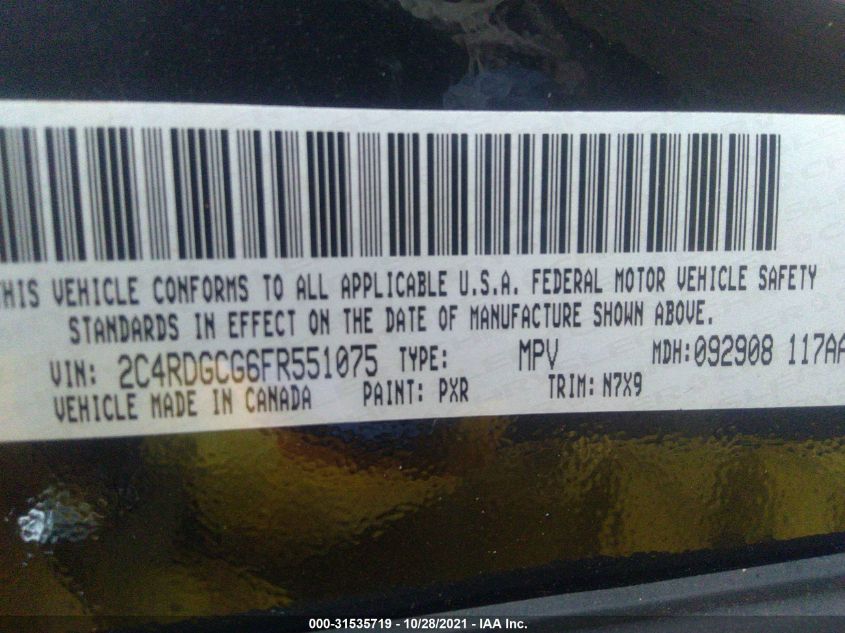 THIS VEHICLE CONFORMS TO ALL APPLICABLE U.S.A. FEDERAL MOTOR VEHICLE SAFETY
STANDARDS IN EFFECT ON THE DATE OF MANUFACTURE SHOWN ABOVE.
VIN: 2C4RDGCG6FR551075 TYPE: MPV MDH:092908 117AA
VEHICLE MADE IN CANADA PAINT: PXR TRIM: N7X9
000-31535719 - 10/28/2021 - IAA Inc.